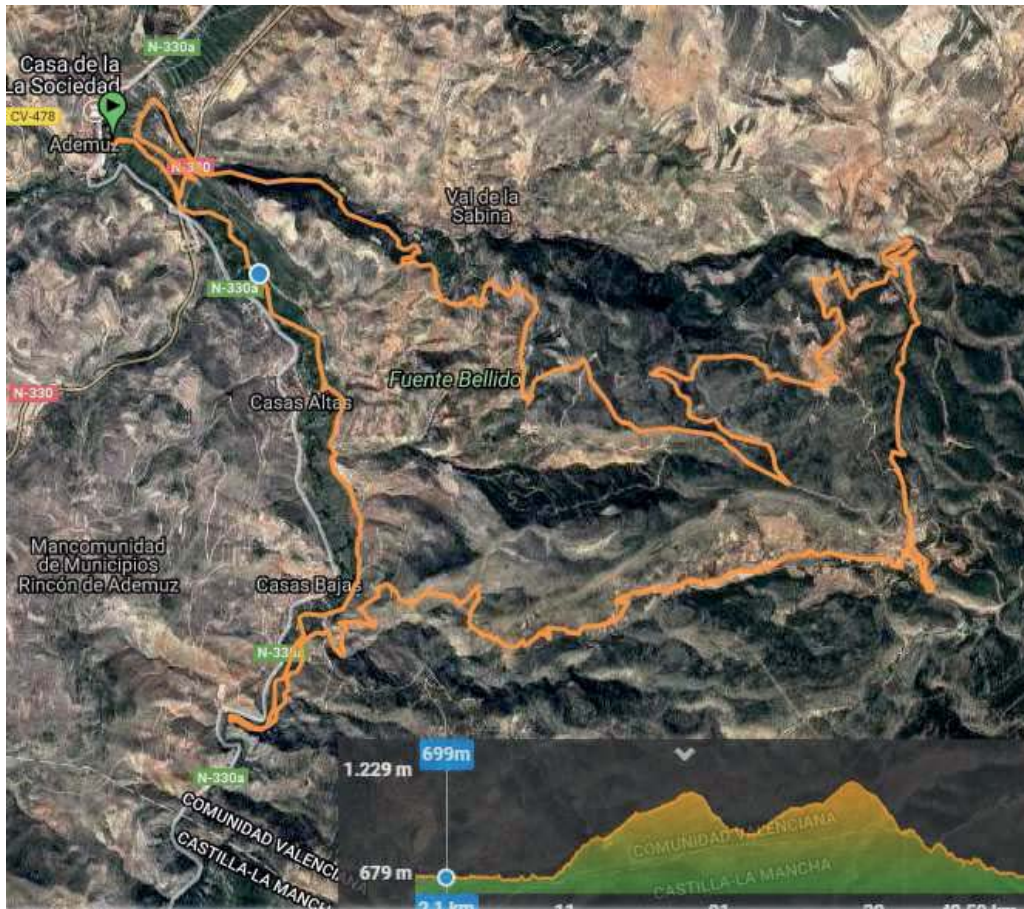 N-330a
Casa de la
La Sociedad
CV-478
Ademuz
N-330
Val de la
Sabina
N-330a
Fuente Bellido
N-330
Casas Altas
Mancomunidad
de Municipios
Rincón de Ademuz
Casas Bajas
N-330a
N-330a
COMUNIDAD VALENCIANA
CASTILLA-LA MANCH
699m
1.229 m
679 m
2,1 km
COMUNIDAD VALENCIANA
CASTILLA-LA MANCHA